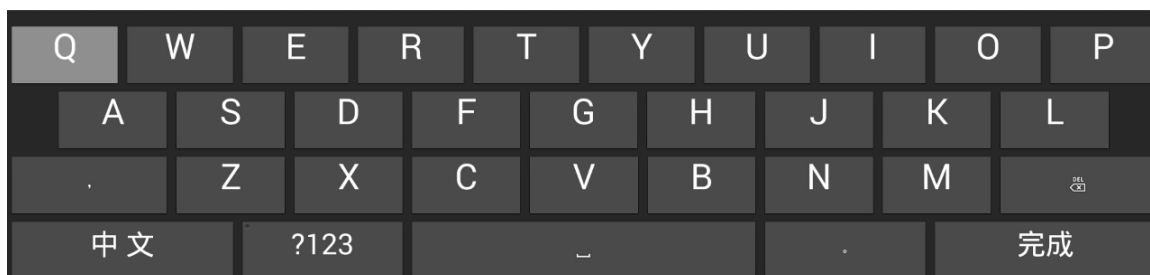 Q W E R T Y U I O P
A S D F G H J K L
, Z X C V B N M DEL
中文 ?123 .完成